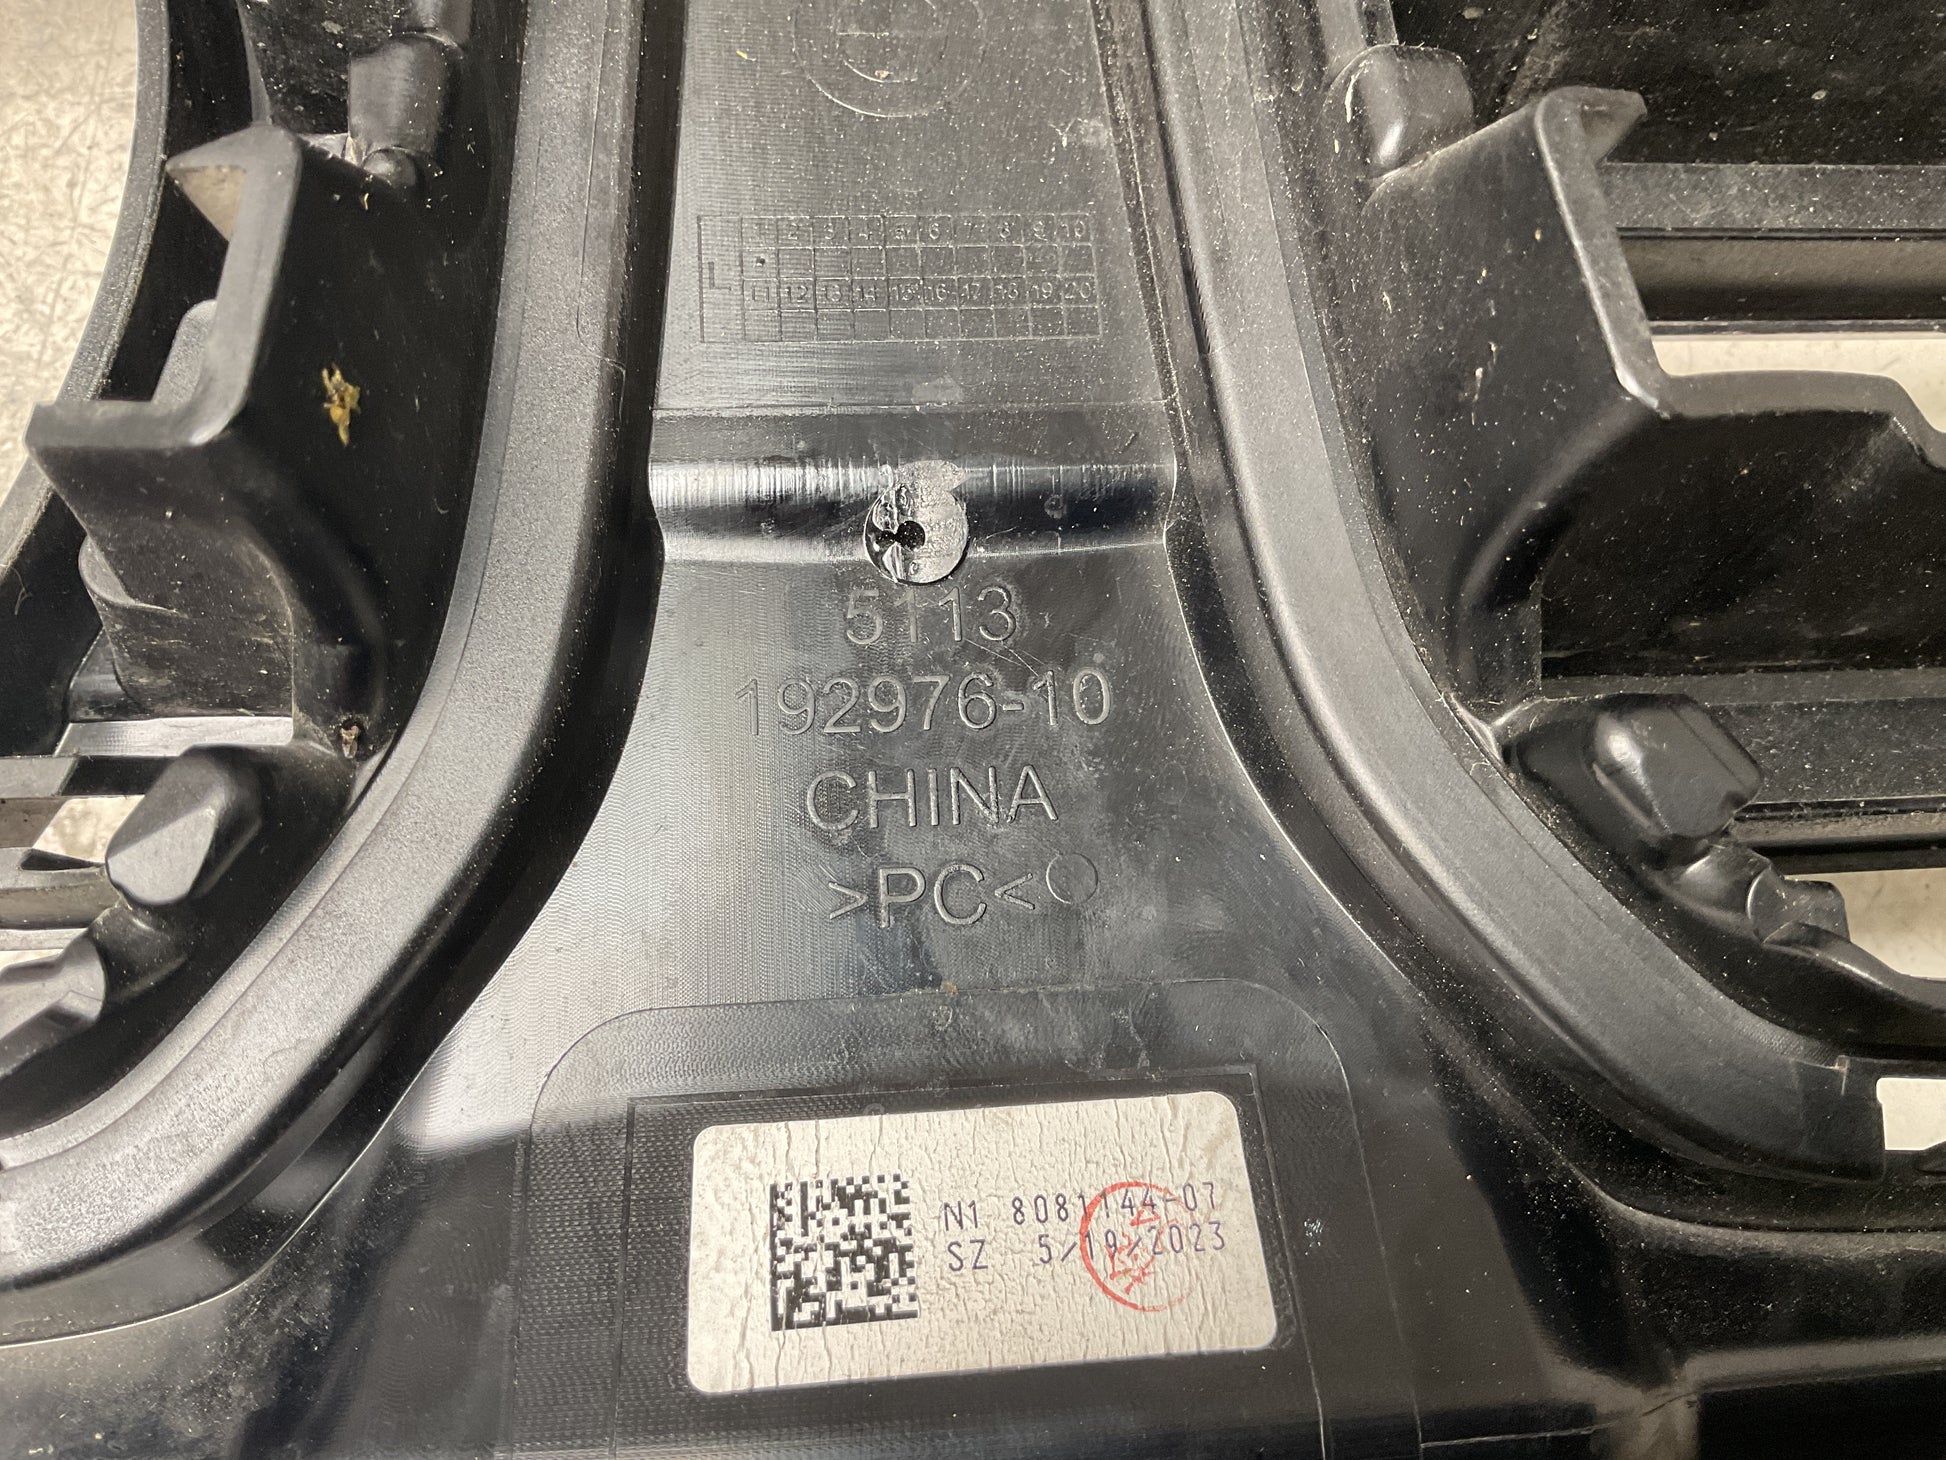 1 2 3 4 5 6 7 8 9 10
L
11 12 13 14 15 16 17 18 19 20
5113
192976-10
CHINA
>PC<
N1 8081144-07
SZ 5/19/2023